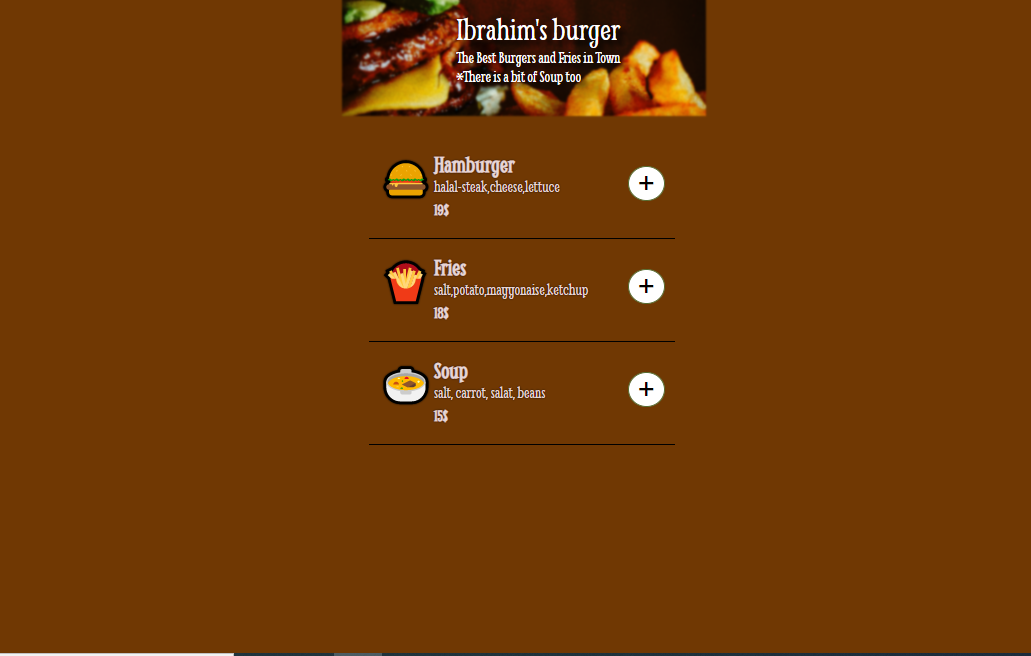 Ibrahim's burger
The Best Burgers and Fries in Town
*There is a bit of Soup too
Hamburger
halal-steak,cheese,lettuce
19$
+
Fries
salt,potato,mayyonaise,ketchup
18$
+
Soup
salt, carrot, salat, beans
15$
+